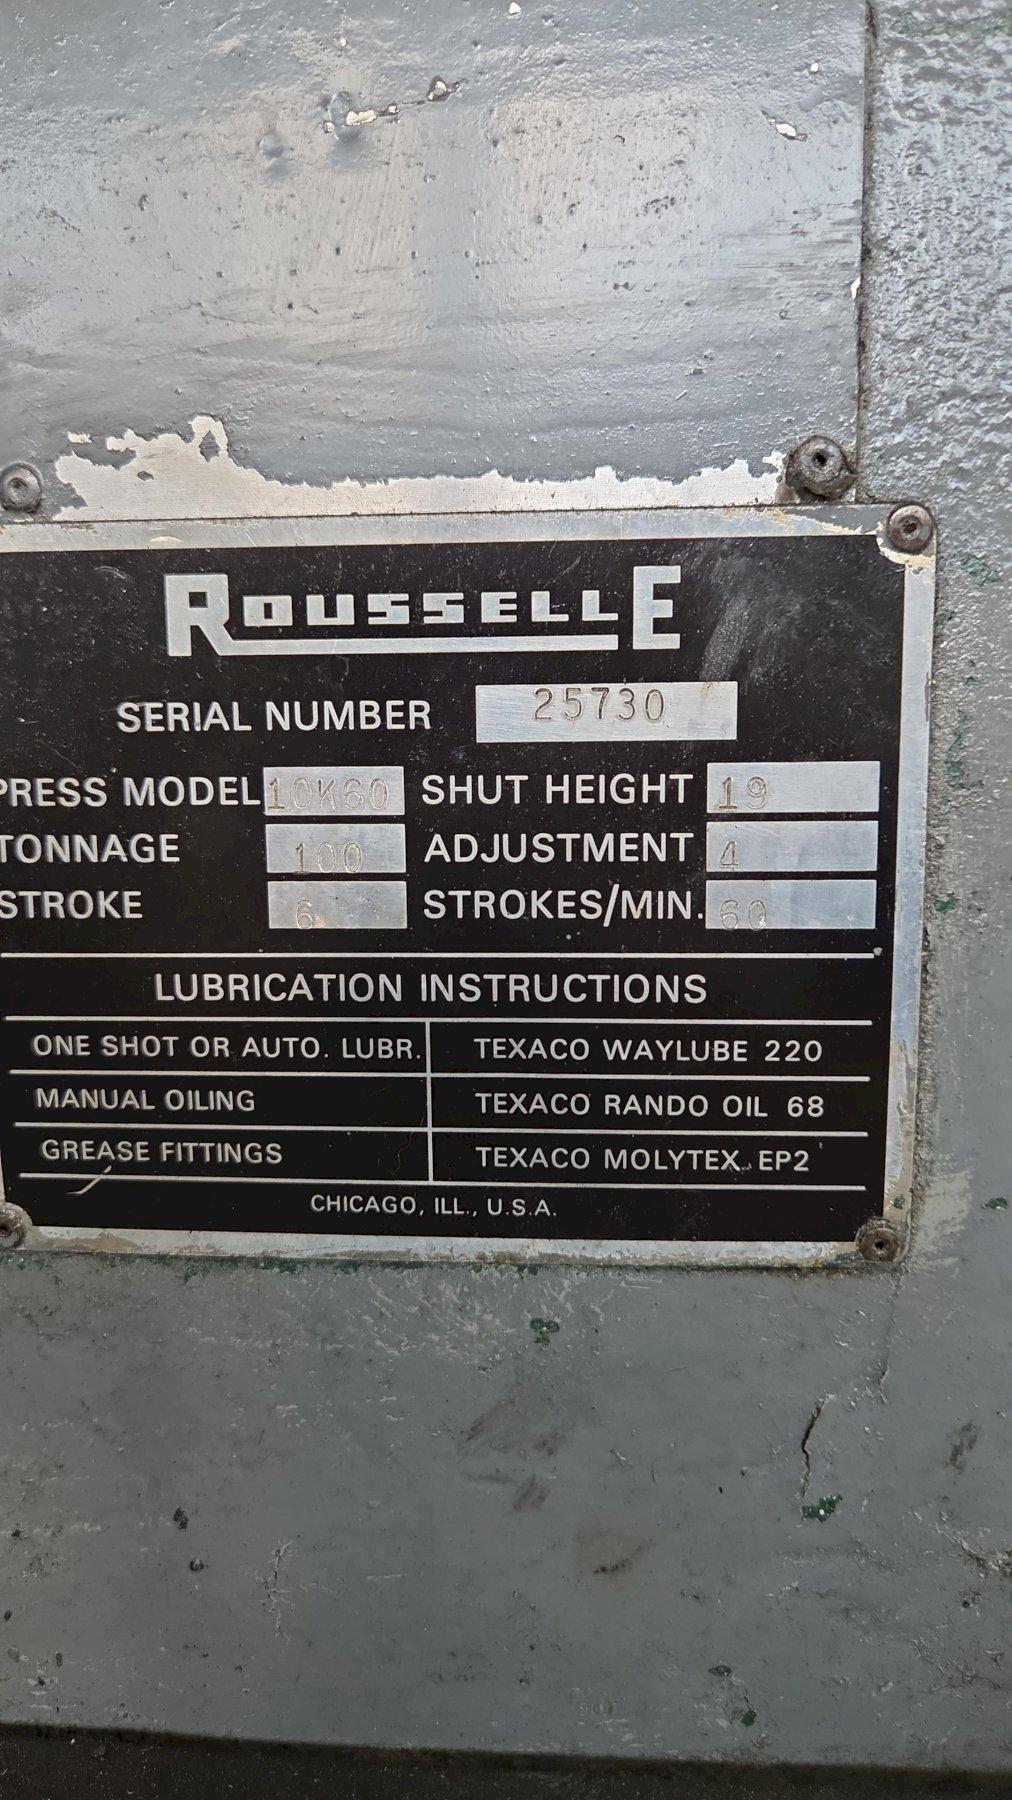 ROUSSELLE
SERIAL NUMBER 25730
PRESS MODEL 10K60 SHUT HEIGHT 19
TONNAGE 100 ADJUSTMENT 4
STROKE 6 STROKES/MIN. 60
LUBRICATION INSTRUCTIONS
ONE SHOT OR AUTO. LUBR. TEXACO WAYLUBE 220
MANUAL OILING TEXACO RANDO OIL 68
GREASE FITTINGS TEXACO MOLYTEX EP2
CHICAGO, ILL., U.S.A.